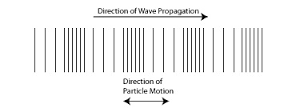 Direction of Wave Propagation
Direction of
Particle Motion